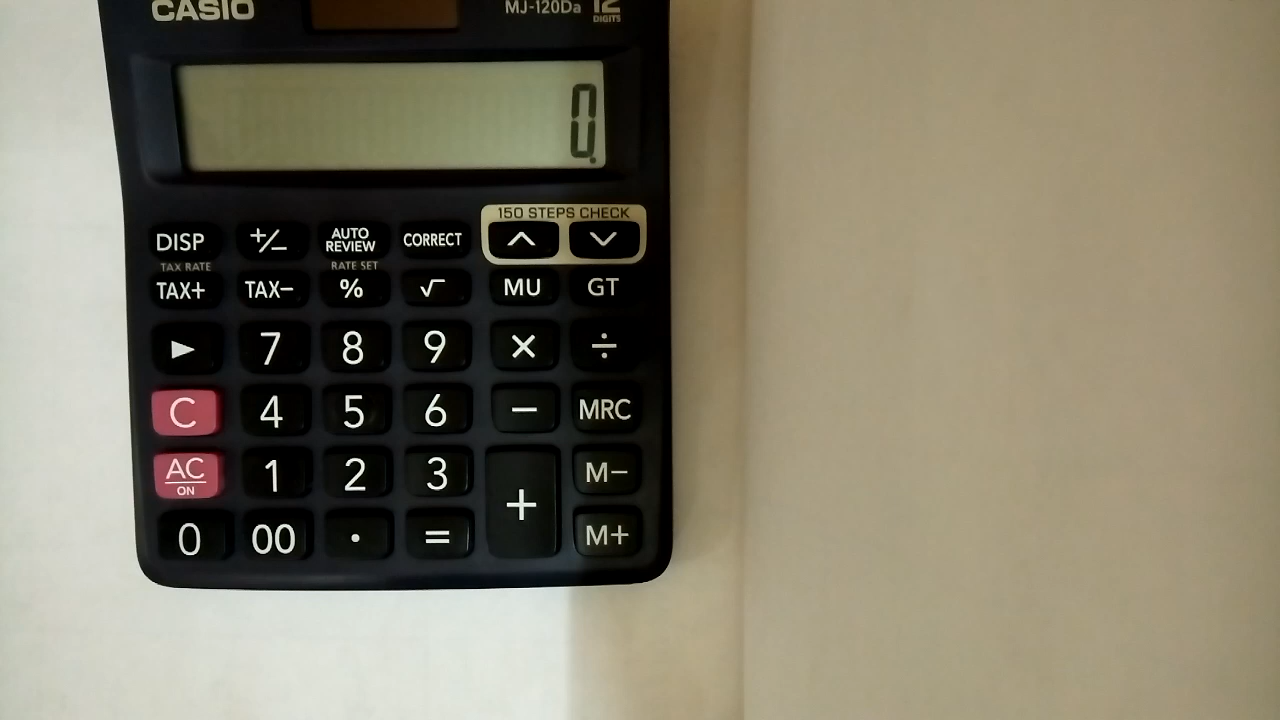 CASIO MJ-120Da 12
DIGITS
0.
150 STEPS CHECK
DISP +/− AUTO REVIEW CORRECT
TAX RATE RATE SET
TAX+ TAX− % √ MU GT
► 7 8 9 × ÷
C 4 5 6 − MRC
AC 1 2 3 + M−
ON
0 00 · = M+